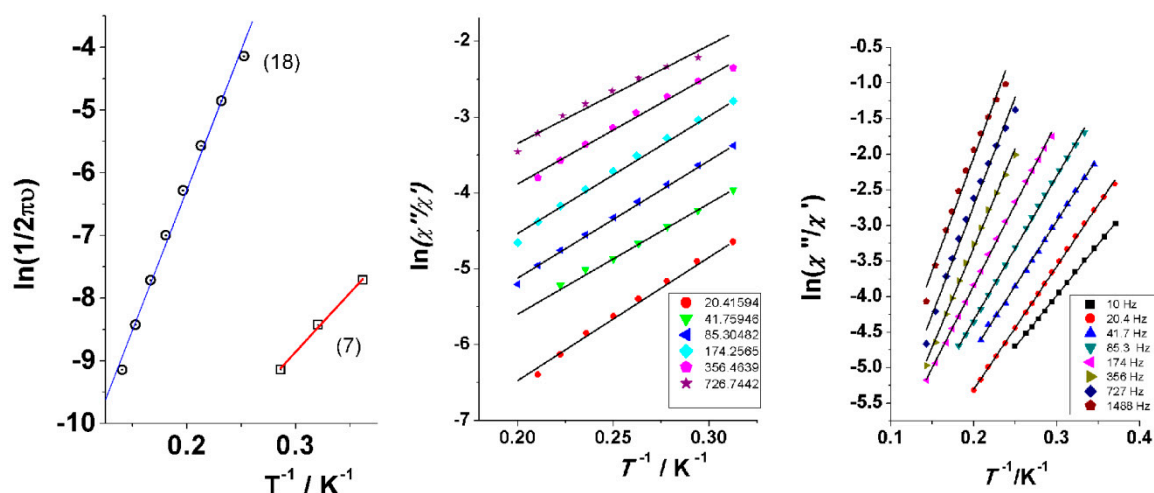 ln(1/2πυ)
-4
-5
-6
-7
-8
-9
-10
(18)
(7)
0.2
0.3
T⁻¹ / K⁻¹
ln(χ''/χ')
-2
-3
-4
-5
-6
-7
20.41594
41.75946
85.30482
174.2565
356.4639
726.7442
0.20
0.25
0.30
T⁻¹ / K⁻¹
ln(χ''/χ')
-0.5
-1.0
-1.5
-2.0
-2.5
-3.0
-3.5
-4.0
-4.5
-5.0
-5.5
10 Hz
20.4 Hz
41.7 Hz
85.3 Hz
174 Hz
356 Hz
727 Hz
1488 Hz
0.1
0.2
0.3
0.4
T⁻¹/K⁻¹